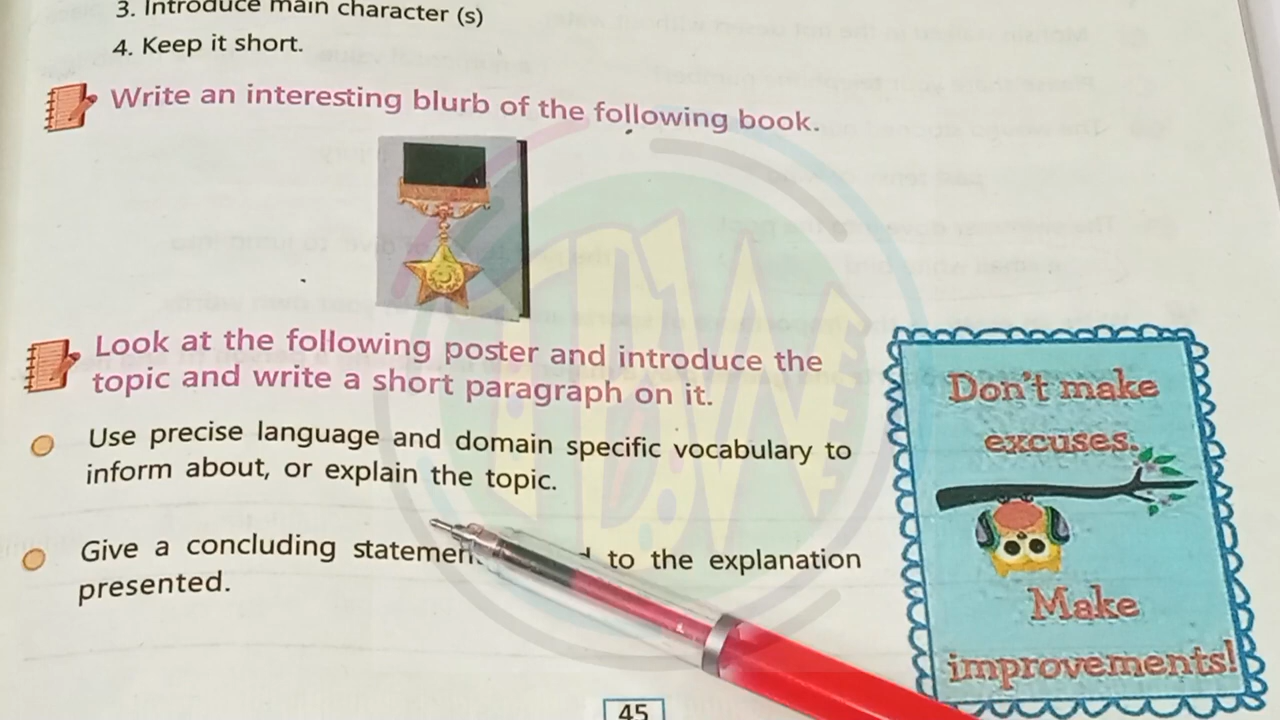 3. Introduce main character (s)
4. Keep it short.
Write an interesting blurb of the following book.
Look at the following poster and introduce the
topic and write a short paragraph on it.
Use precise language and domain specific vocabulary to
inform about, or explain the topic.
Give a concluding to the explanation
presented.
Don't make
excuses.
Make
improvements!
45